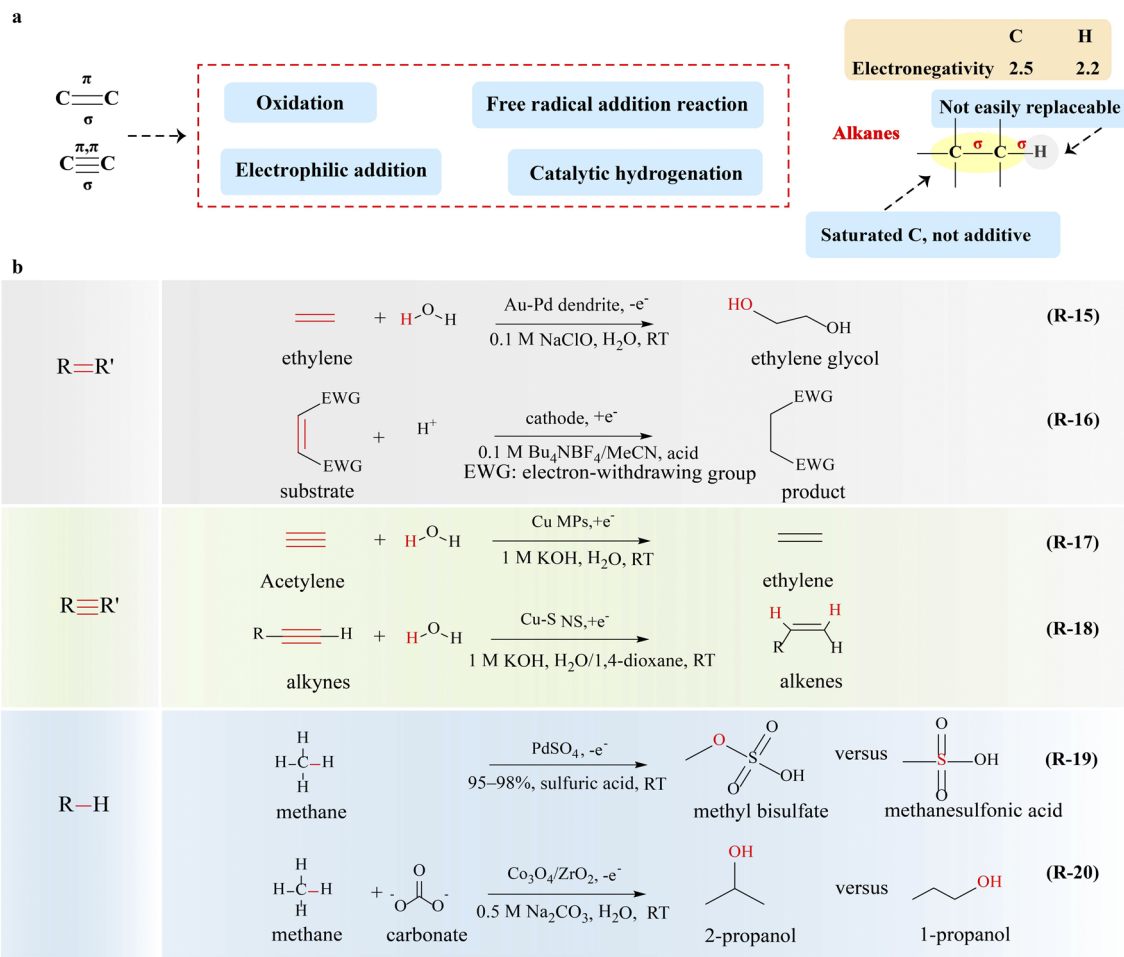 a
C H
Electronegativity 2.5 2.2
π
C C
σ
π,π
C C
σ
Oxidation
Free radical addition reaction
Electrophilic addition
Catalytic hydrogenation
Not easily replaceable
Alkanes
C σ C σ H
Saturated C, not additive
b
R R'
+ H O H
Au-Pd dendrite, -e⁻
0.1 M NaClO, H₂O, RT
HO OH
ethylene
ethylene glycol
(R-15)
EWG
EWG
+ H⁺
cathode, +e⁻
0.1 M Bu₄NBF₄/MeCN, acid
EWG: electron-withdrawing group
EWG
EWG
substrate
product
(R-16)
R R'
+ H O H
Cu MPs,+e⁻
1 M KOH, H₂O, RT
Acetylene
ethylene
(R-17)
R H
+ H O H
Cu-S NS,+e⁻
1 M KOH, H₂O/1,4-dioxane, RT
H H
R H
alkynes
alkenes
(R-18)
R H
H
H C H
H
methane
PdSO₄, -e⁻
95–98%, sulfuric acid, RT
O
O S
O OH
methyl bisulfate
versus
O
S OH
O
methanesulfonic acid
(R-19)
H
H C H
H
methane
+
O
- O O -
carbonate
Co₃O₄/ZrO₂, -e⁻
0.5 M Na₂CO₃, H₂O, RT
OH
2-propanol
versus
OH
1-propanol
(R-20)